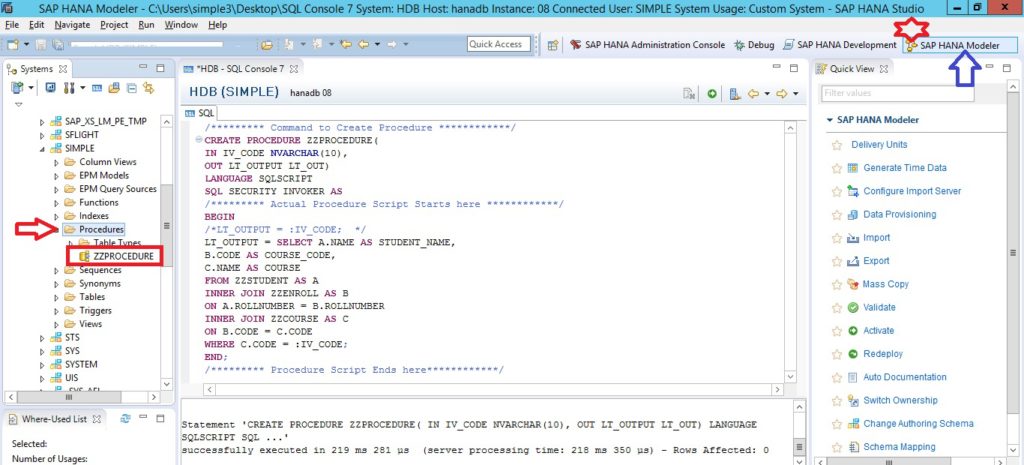 SAP HANA Modeler - C:\Users\simple3\Desktop\SQL Console 7 System: HDB Host: hanadb Instance: 08 Connected User: SIMPLE System Usage: Custom System - SAP HANA Studio
File Edit Navigate Project Run Window Help
Quick Access
SAP HANA Administration Console
Debug
SAP HANA Development
SAP HANA Modeler
Systems
SAP_XS_LM_PE_TMP
SFLIGHT
SIMPLE
Column Views
EPM Models
EPM Query Sources
Functions
Indexes
Procedures
Table Types
ZZPROCEDURE
Sequences
Synonyms
Tables
Triggers
Views
STS
SYS
SYSTEM
UIS
_SYS_AFL
Where-Used List
Selected:
Number of Usages:
*HDB - SQL Console 7
HDB (SIMPLE) hanadb 08
SQL
/********* Command to Create Procedure ************/
CREATE PROCEDURE ZZPROCEDURE(
IN IV_CODE NVARCHAR(10),
OUT LT_OUTPUT LT_OUT)
LANGUAGE SQLSCRIPT
SQL SECURITY INVOKER AS
/********* Actual Procedure Script Starts here ************/
BEGIN
/*LT_OUTPUT = :IV_CODE; */
LT_OUTPUT = SELECT A.NAME AS STUDENT_NAME,
B.CODE AS COURSE_CODE,
C.NAME AS COURSE
FROM ZZSTUDENT AS A
INNER JOIN ZZENROLL AS B
ON A.ROLLNUMBER = B.ROLLNUMBER
INNER JOIN ZZCOURSE AS C
ON B.CODE = C.CODE
WHERE C.CODE = :IV_CODE;
END;
/********* Procedure Script Ends here************/
Statement 'CREATE PROCEDURE ZZPROCEDURE( IN IV_CODE NVARCHAR(10), OUT LT_OUTPUT LT_OUT) LANGUAGE
SQLSCRIPT SQL ...'
successfully executed in 219 ms 281 µs (server processing time: 218 ms 350 µs) - Rows Affected: 0
Quick View
Filter values
SAP HANA Modeler
Delivery Units
Generate Time Data
Configure Import Server
Data Provisioning
Import
Export
Mass Copy
Validate
Activate
Redeploy
Auto Documentation
Switch Ownership
Change Authoring Schema
Schema Mapping